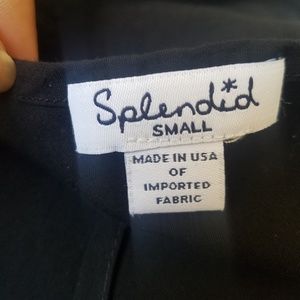 Splendid*
SMALL
MADE IN USA
OF
IMPORTED
FABRIC